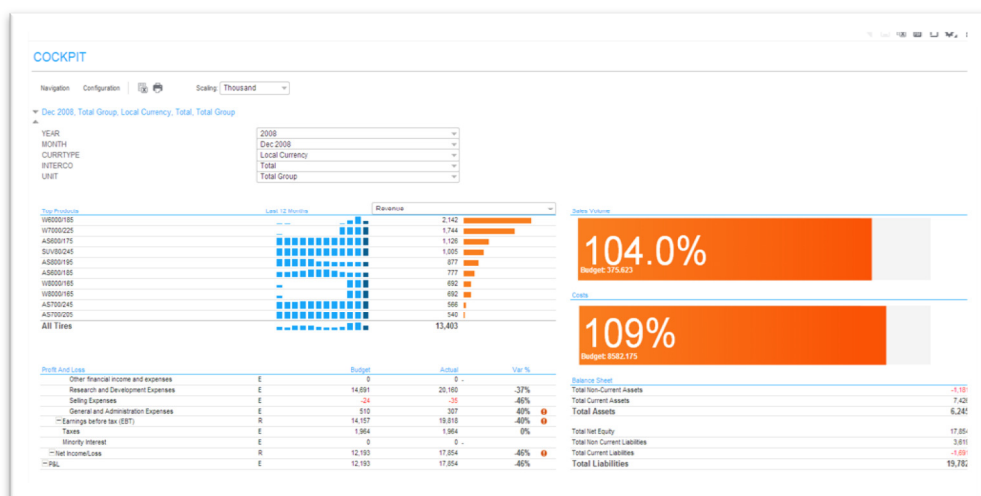 COCKPIT
Navigation Configuration Scaling: Thousand
Dec 2008, Total Group, Local Currency, Total, Total Group
YEAR 2008
MONTH Dec 2008
CURRTYPE Local Currency
INTERCO Total
UNIT Total Group
Top Products Last 12 Months Revenue
W6000/185 2,142
W7000/225 1,744
AS600/175 1,126
SUV80/245 1,005
AS800/195 877
AS600/185 777
W8000/165 692
W8000/165 692
AS700/245 566
AS700/205 540
All Tires 13,403
Sales Volume
104.0%
Budget: 375.623
Costs
109%
Budget: 8582.175
Profit And Loss Budget Actual Var %
Other financial income and expenses E 0 0 -
Research and Development Expenses E 14,691 20,160 -37%
Selling Expenses E -24 -35 -46%
General and Administration Expenses E 510 307 40%
Earnings before tax (EBT) R 14,157 19,818 -40%
Taxes E 1,964 1,964 0%
Minority Interest E 0 0 -
Net Income/Loss R 12,193 17,854 -46%
P&L E 12,193 17,854 -46%
Balance Sheet
Total Non-Current Assets
Total Current Assets
Total Assets 6,245
Total Net Equity 17,854
Total Non Current Liabilities
Total Current Liabilities
Total Liabilities 19,782